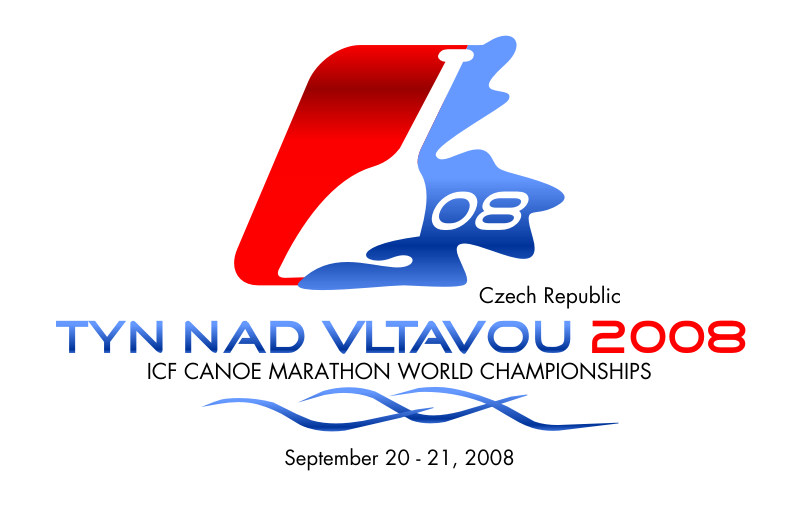 08
Czech Republic
TYN NAD VLTAVOU 2008
ICF CANOE MARATHON WORLD CHAMPIONSHIPS
September 20 - 21, 2008